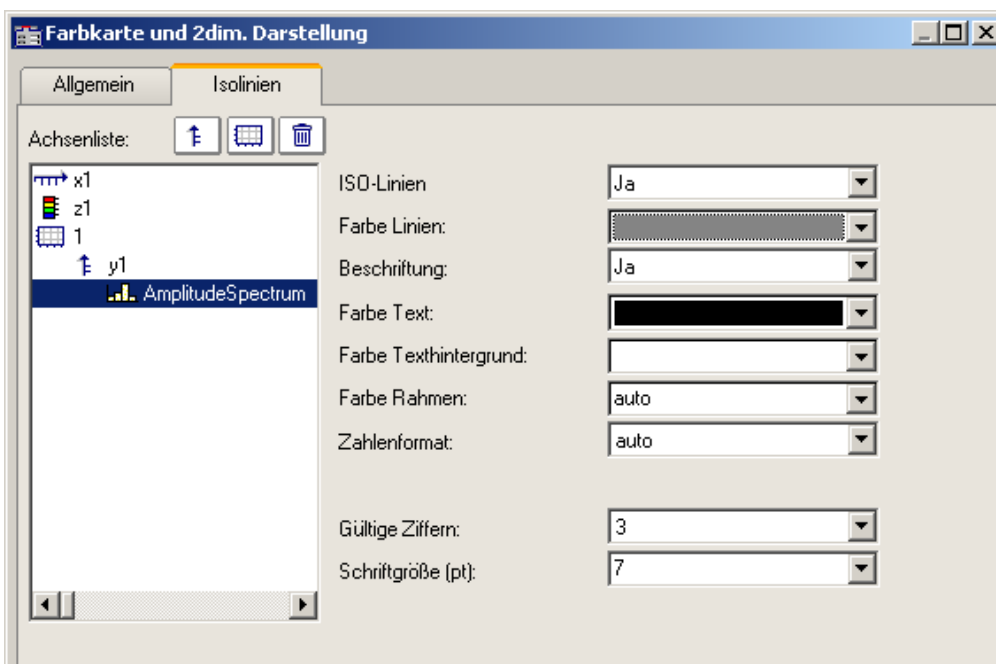 Farbkarte und 2dim. Darstellung
Allgemein
Isolinien
Achsenliste:
x1
z1
1
y1
AmplitudeSpectrum
ISO-Linien
Ja
Farbe Linien:
Beschriftung:
Ja
Farbe Text:
Farbe Texthintergrund:
Farbe Rahmen:
auto
Zahlenformat:
auto
Gültige Ziffern:
3
Schriftgröße (pt):
7